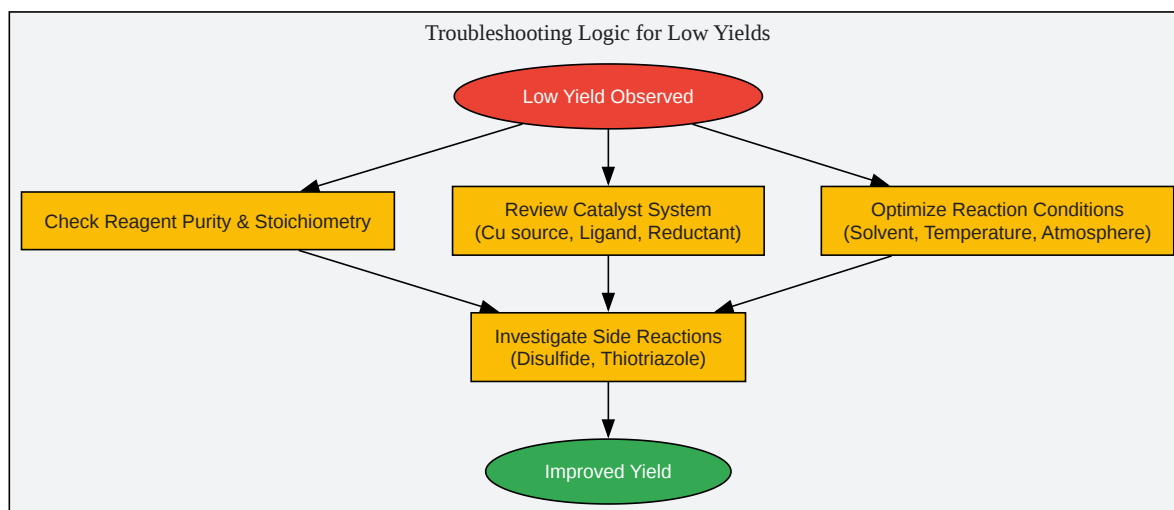 Troubleshooting Logic for Low Yields
Low Yield Observed
Check Reagent Purity & Stoichiometry
Review Catalyst System
(Cu source, Ligand, Reductant)
Optimize Reaction Conditions
(Solvent, Temperature, Atmosphere)
Investigate Side Reactions
(Disulfide, Thiotriazole)
Improved Yield